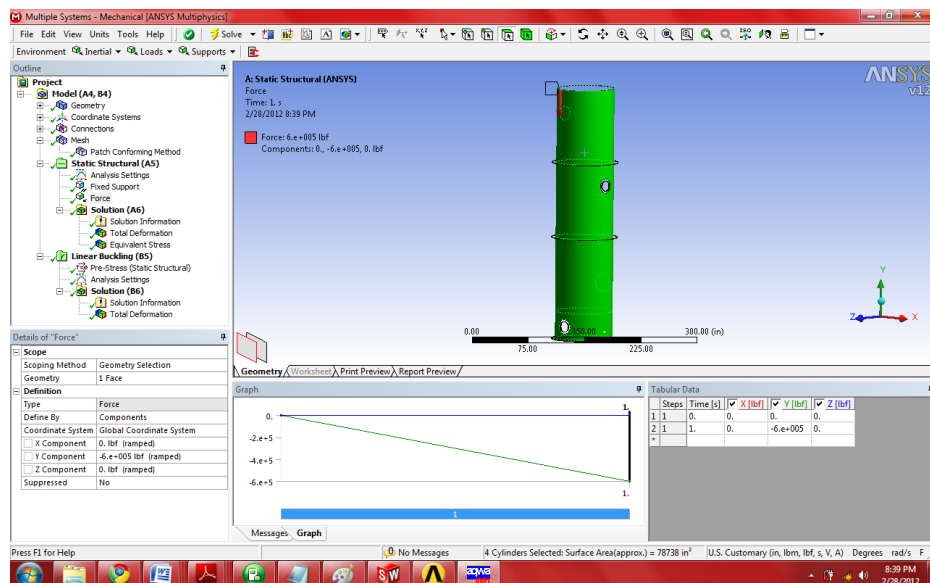 Multiple Systems - Mechanical [ANSYS Multiphysics]
File Edit View Units Tools Help
Solve
Environment Inertial Loads Supports
Outline
Project
Model (A4, B4)
Geometry
Coordinate Systems
Connections
Mesh
Patch Conforming Method
Static Structural (A5)
Analysis Settings
Fixed Support
Force
Solution (A6)
Solution Information
Total Deformation
Equivalent Stress
Linear Buckling (B5)
Pre-Stress (Static Structural)
Analysis Settings
Solution (B6)
Solution Information
Total Deformation
A: Static Structural (ANSYS)
Force
Time: 1. s
2/28/2012 8:39 PM
Force: 6.e+005 lbf
Components: 0., -6.e+005, 0. lbf
ANSYS
v12
Y
Z X
0.00 150.00 300.00 (in)
75.00 225.00
Geometry Worksheet Print Preview Report Preview
Details of "Force"
Scope
Scoping Method Geometry Selection
Geometry 1 Face
Definition
Type Force
Define By Components
Coordinate System Global Coordinate System
X Component 0. lbf (ramped)
Y Component -6.e+005 lbf (ramped)
Z Component 0. lbf (ramped)
Suppressed No
Graph
1.
0.
-2.e+5
-4.e+5
-6.e+5
1.
1
Messages Graph
Tabular Data
Steps Time [s] X [lbf] Y [lbf] Z [lbf]
1 1 0. 0. 0. 0.
2 1 1. 0. -6.e+005 0.
*
Press F1 for Help
No Messages
4 Cylinders Selected: Surface Area(approx.) = 78738 in²
U.S. Customary (in, lbm, lbf, s, V, A) Degrees rad/s F
SW
aqwa
8:39 PM
2/28/2012